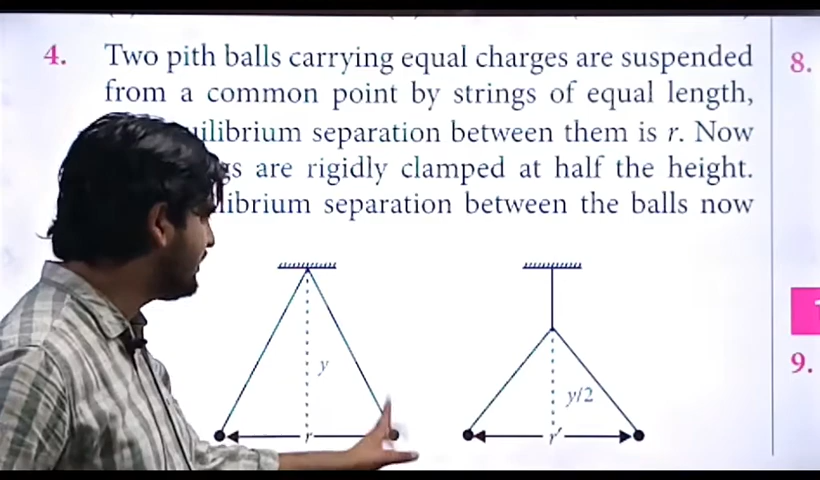 4. Two pith balls carrying equal charges are suspended
from a common point by strings of equal length,
ilibrium separation between them is r. Now
gs are rigidly clamped at half the height.
librium separation between the balls now
y
r
y/2
r′
8.
9.
1